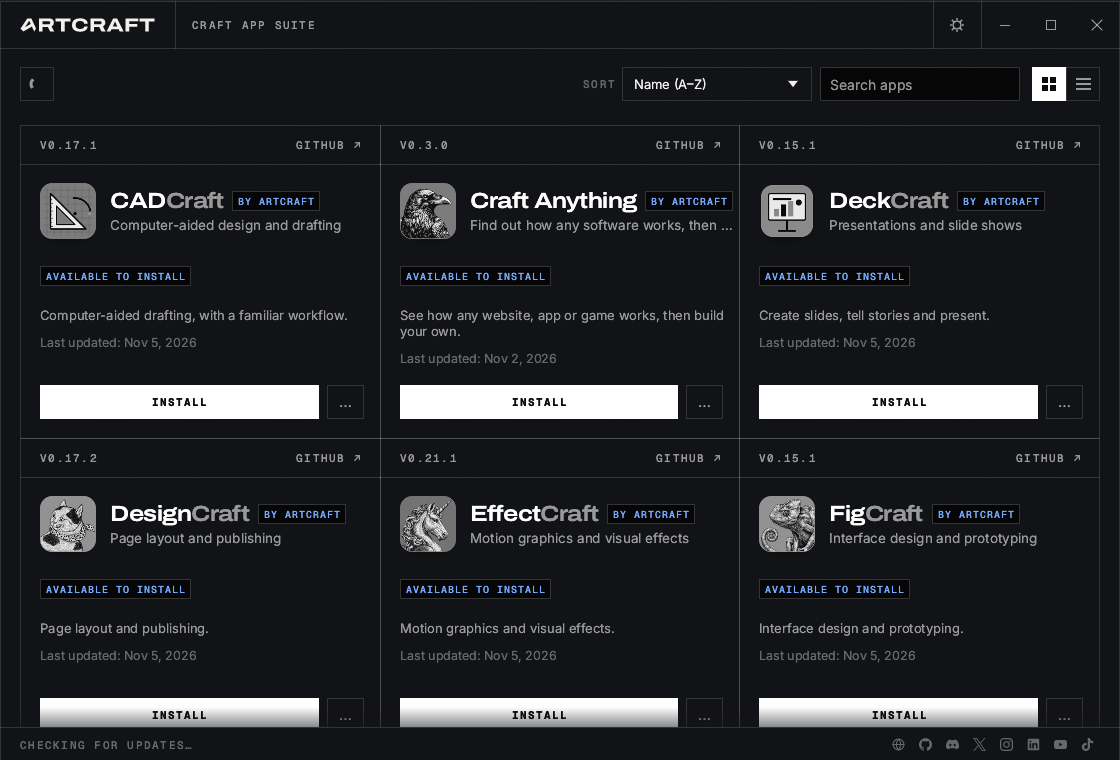 ARTCRAFT
CRAFT APP SUITE
SORT
Name (A–Z)
Search apps
V0.17.1
GITHUB ↗
CADCraft
BY ARTCRAFT
Computer-aided design and drafting
AVAILABLE TO INSTALL
Computer-aided drafting, with a familiar workflow.
Last updated: Nov 5, 2026
INSTALL
...
V0.3.0
GITHUB ↗
Craft Anything
BY ARTCRAFT
Find out how any software works, then ...
AVAILABLE TO INSTALL
See how any website, app or game works, then build
your own.
Last updated: Nov 2, 2026
INSTALL
...
V0.15.1
GITHUB ↗
DeckCraft
BY ARTCRAFT
Presentations and slide shows
AVAILABLE TO INSTALL
Create slides, tell stories and present.
Last updated: Nov 5, 2026
INSTALL
...
V0.17.2
GITHUB ↗
DesignCraft
BY ARTCRAFT
Page layout and publishing
AVAILABLE TO INSTALL
Page layout and publishing.
Last updated: Nov 5, 2026
INSTALL
...
V0.21.1
GITHUB ↗
EffectCraft
BY ARTCRAFT
Motion graphics and visual effects
AVAILABLE TO INSTALL
Motion graphics and visual effects.
Last updated: Nov 5, 2026
INSTALL
...
V0.15.1
GITHUB ↗
FigCraft
BY ARTCRAFT
Interface design and prototyping
AVAILABLE TO INSTALL
Interface design and prototyping.
Last updated: Nov 5, 2026
INSTALL
...
CHECKING FOR UPDATES…